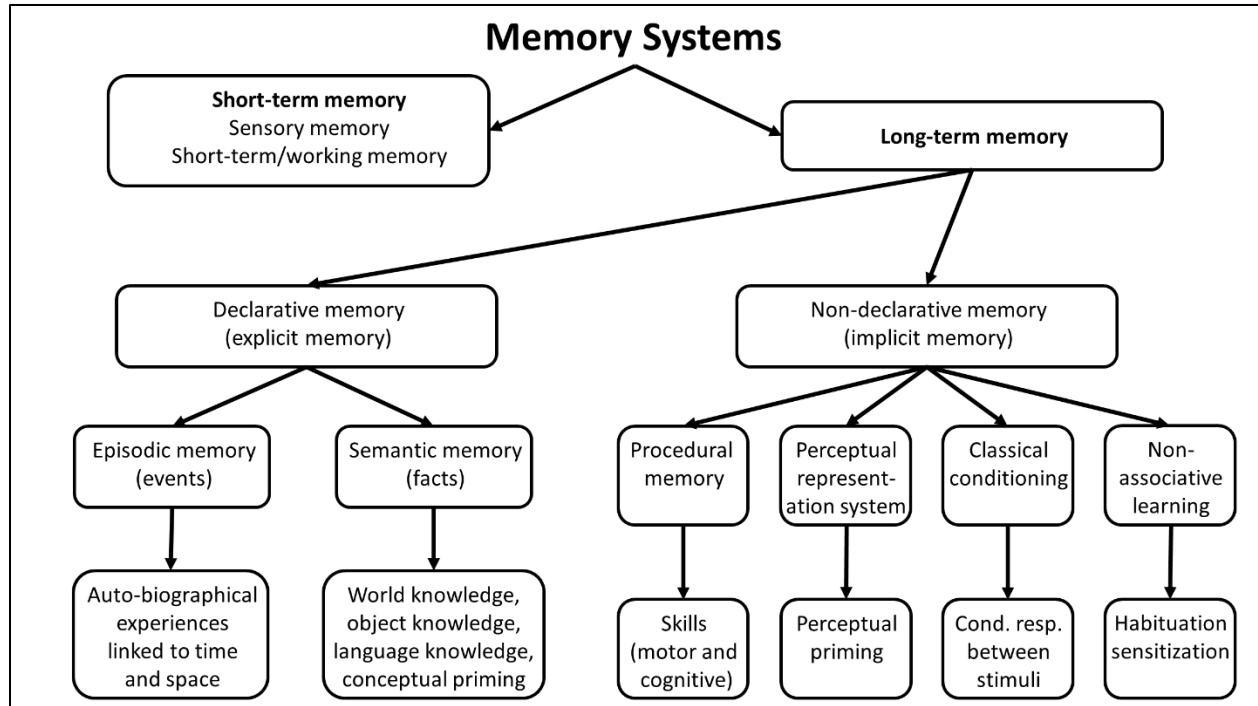 Memory Systems
Short-term memory
Sensory memory
Short-term/working memory
Long-term memory
Declarative memory
(explicit memory)
Non-declarative memory
(implicit memory)
Episodic memory
(events)
Semantic memory
(facts)
Procedural
memory
Perceptual
represent-
ation system
Classical
conditioning
Non-
associative
learning
Auto-biographical
experiences
linked to time
and space
World knowledge,
object knowledge,
language knowledge,
conceptual priming
Skills
(motor and
cognitive)
Perceptual
priming
Cond. resp.
between
stimuli
Habituation
sensitization